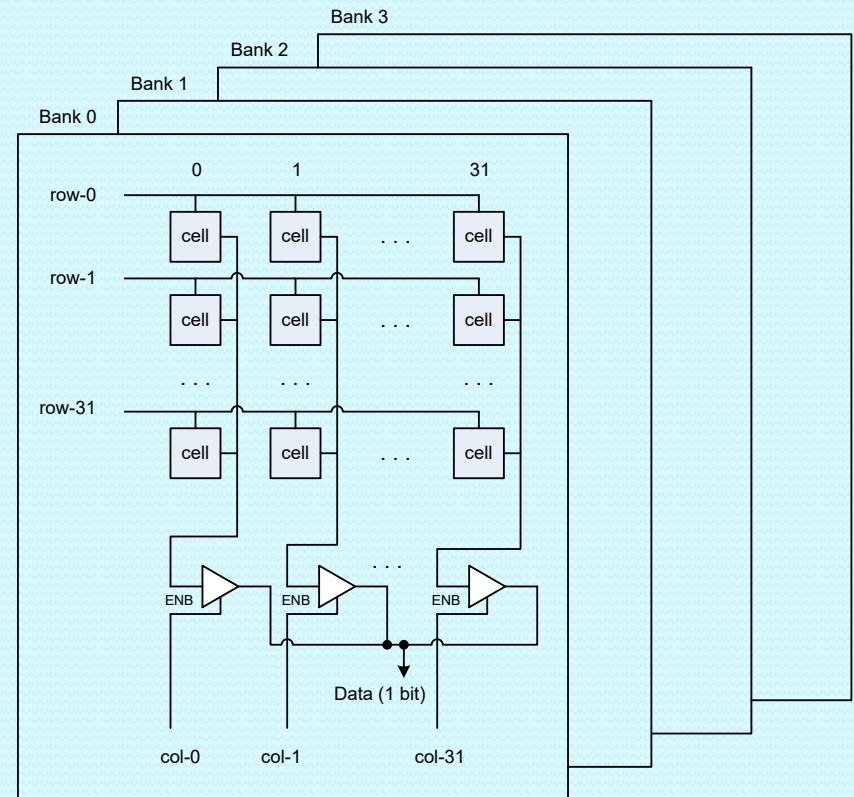 Bank 3
Bank 2
Bank 1
Bank 0
0 1 31
row-0
cell cell . . . cell
row-1
cell cell . . . cell
. . . . . . . . .
row-31
cell cell . . . cell
. . .
ENB ENB ENB
Data (1 bit)
col-0 col-1 col-31